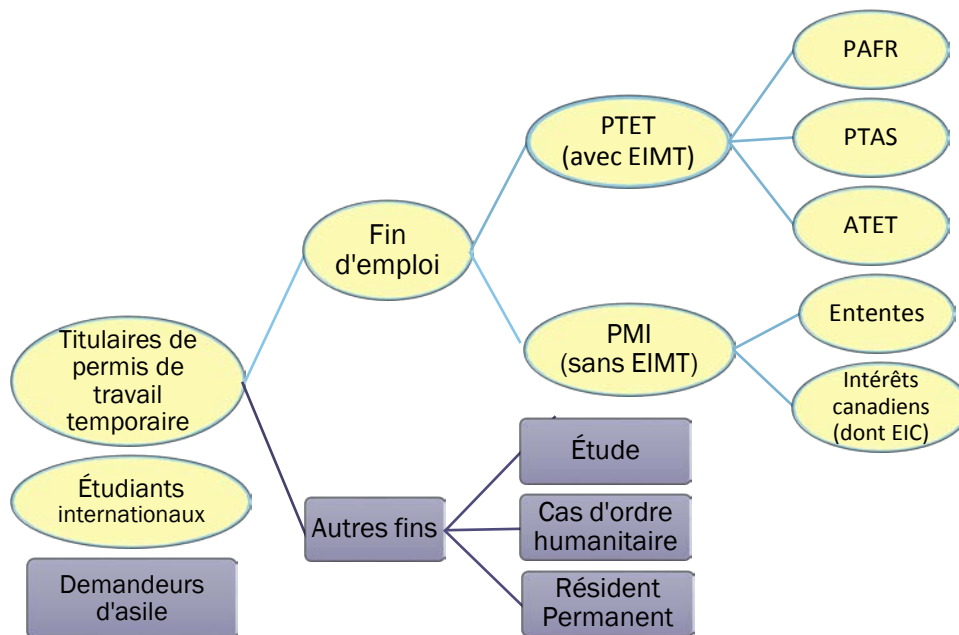 Titulaires de
permis de
travail
temporaire
Étudiants
internationaux
Demandeurs
d'asile
Fin
d'emploi
Autres fins
PTET
(avec EIMT)
PMI
(sans EIMT)
Étude
Cas d'ordre
humanitaire
Résident
Permanent
PAFR
PTAS
ATET
Ententes
Intérêts
canadiens
(dont EIC)